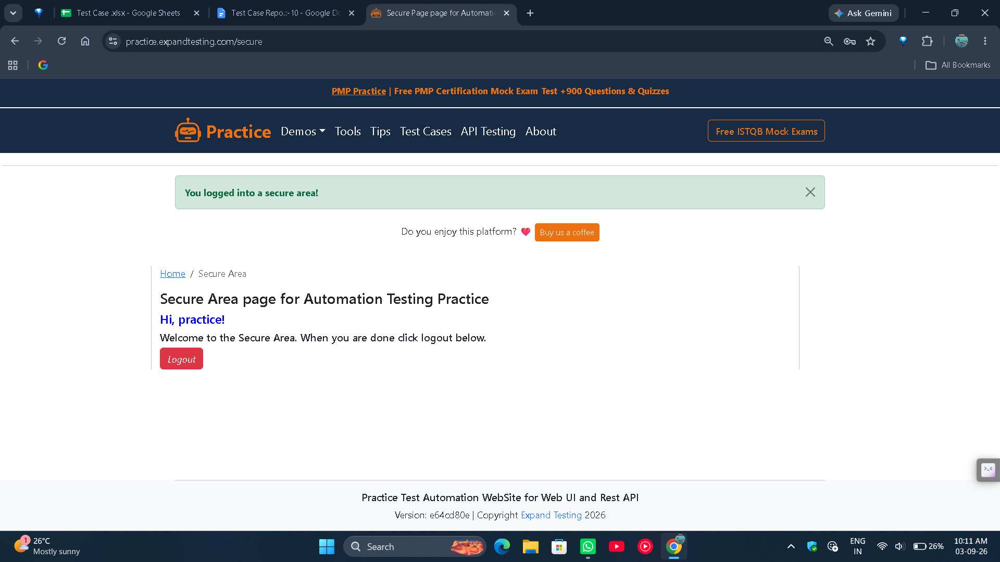 Test Case .xlsx - Google Sheets
Test Case Repo.:-10 - Google Do
Secure Page page for Automati
Ask Gemini
practice.expandtesting.com/secure
All Bookmarks
PMP Practice | Free PMP Certification Mock Exam Test +900 Questions & Quizzes
Practice Demos Tools Tips Test Cases API Testing About
Free ISTQB Mock Exams
You logged into a secure area!
Do you enjoy this platform? Buy us a coffee
Home / Secure Area
Secure Area page for Automation Testing Practice
Hi, practice!
Welcome to the Secure Area. When you are done click logout below.
Logout
Practice Test Automation WebSite for Web UI and Rest API
Version: e64cd80e | Copyright Expand Testing 2026
1
26°C
Mostly sunny
Search
ENG
IN
26%
10:11 AM
03-09-26